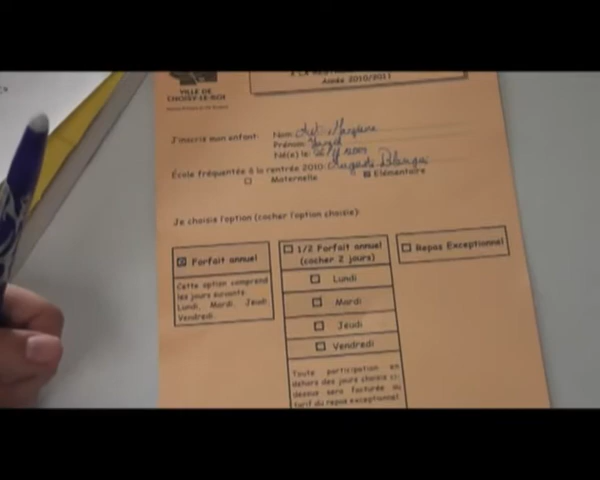 VILLE DE
CHOISY-LE-ROI
Année 2010/2011
J'inscris mon enfant: Nom:
Prénom:
Né(e) le:
École fréquentée à la rentrée 2010:
Maternelle Elémentaire
Je choisis l'option (cocher l'option choisie):
Forfait annuel
Cette option comprend
les jours suivants
Lundi, Mardi, Jeudi
Vendredi.
1/2 Forfait annuel
(cocher 2 jours)
Lundi
Mardi
Jeudi
Vendredi
Toute participation en
dehors des jours choisis ci-
dessus sera facturée au
tarif du repas exceptionnel.
Repas Exceptionnel